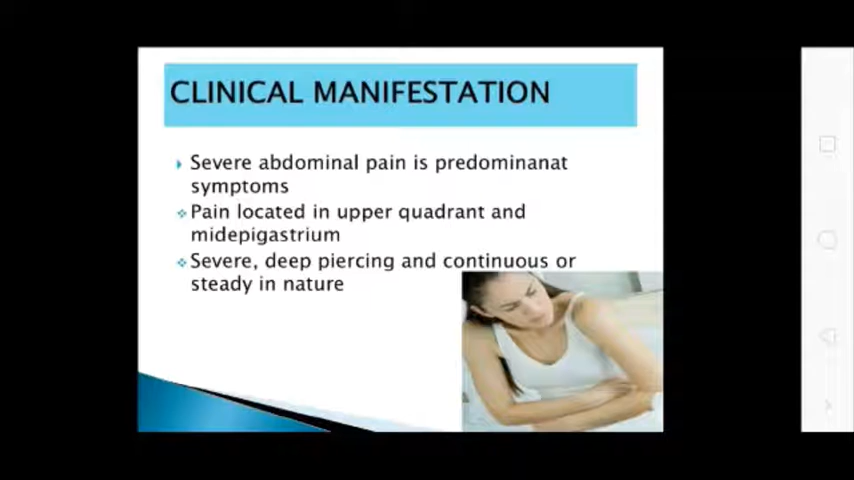 CLINICAL MANIFESTATION
Severe abdominal pain is predominanat
symptoms
Pain located in upper quadrant and
midepigastrium
Severe, deep piercing and continuous or
steady in nature